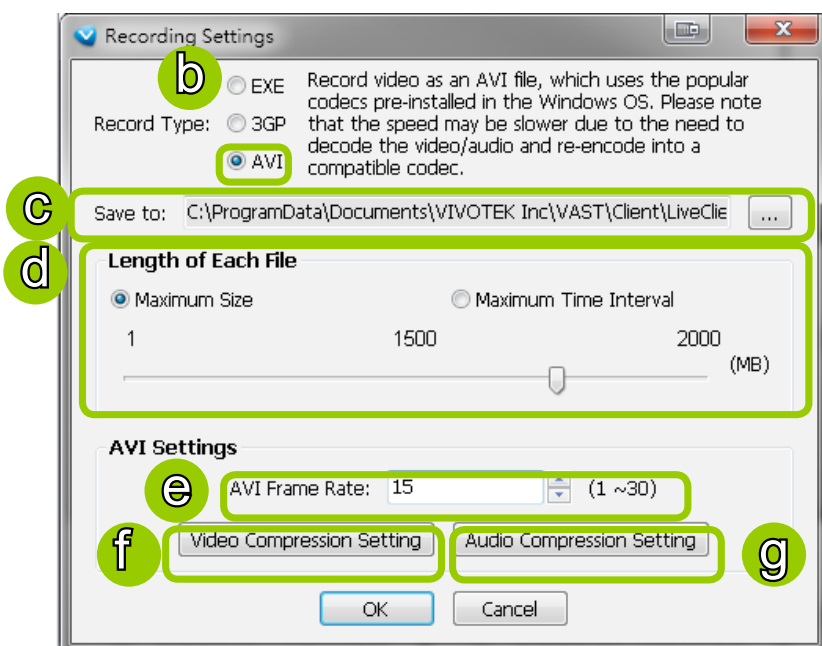 Recording Settings
b
EXE
Record Type:
3GP
AVI
Record video as an AVI file, which uses the popular
codecs pre-installed in the Windows OS. Please note
that the speed may be slower due to the need to
decode the video/audio and re-encode into a
compatible codec.
c
Save to: C:\ProgramData\Documents\VIVOTEK Inc\VAST\Client\LiveClie ...
d
Length of Each File
Maximum Size Maximum Time Interval
1 1500 2000
(MB)
AVI Settings
e
AVI Frame Rate: 15 (1 ~30)
f
Video Compression Setting Audio Compression Setting
g
OK Cancel